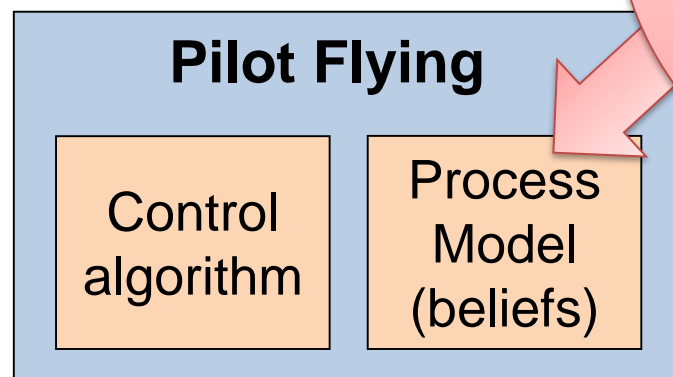 Pilot Flying
Control
algorithm
Process
Model
(beliefs)